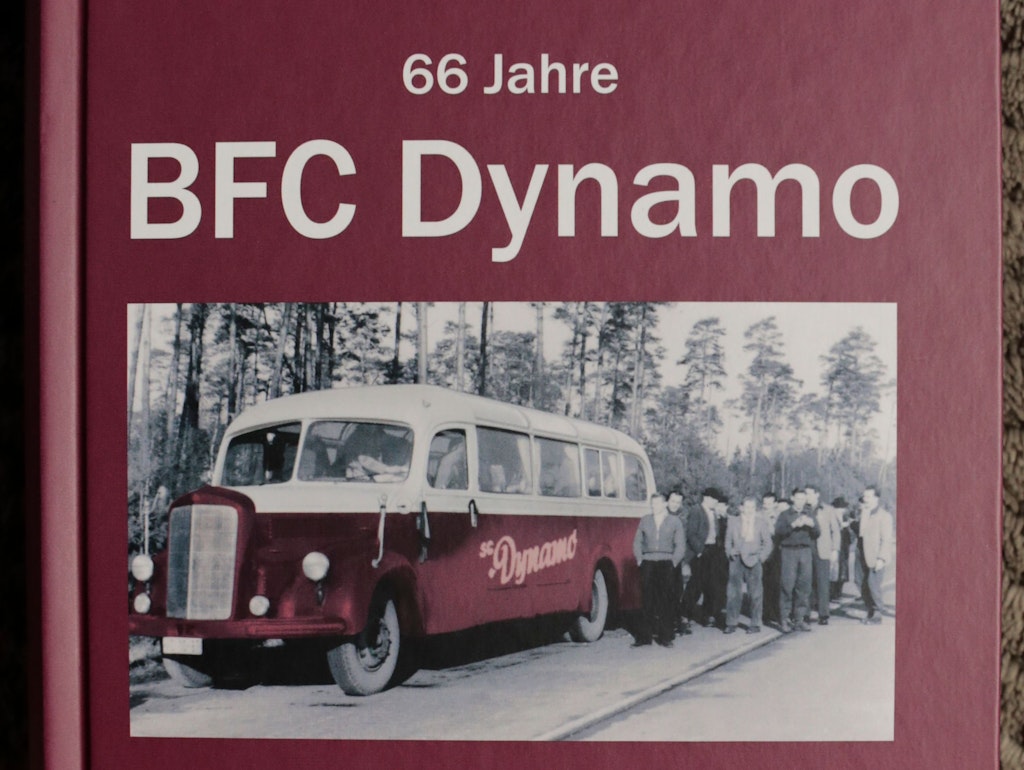 66 Jahre
BFC Dynamo
SC Dynamo